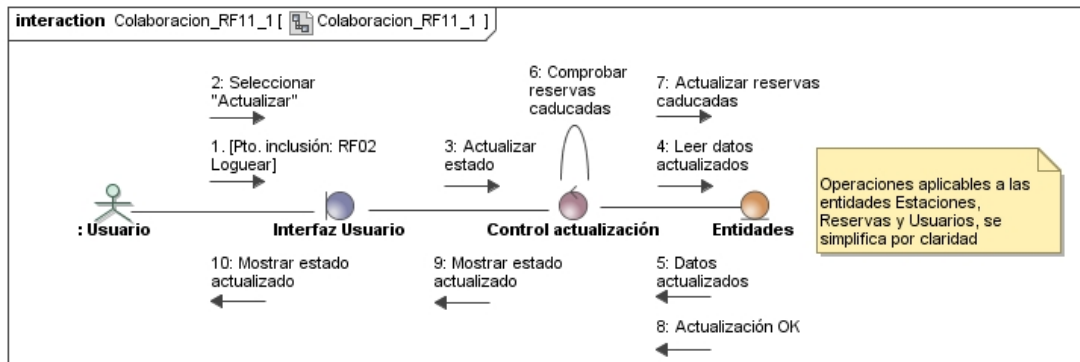 interaction Colaboracion_RF11_1 [ Colaboracion_RF11_1 ]
6: Comprobar
reservas
caducadas
2: Seleccionar
"Actualizar"
7: Actualizar reservas
caducadas
1. [Pto. inclusión: RF02
Loguear]
3: Actualizar
estado
4: Leer datos
actualizados
Operaciones aplicables a las
entidades Estaciones,
Reservas y Usuarios, se
simplifica por claridad
: Usuario
Interfaz Usuario
Control actualización
Entidades
10: Mostrar estado
actualizado
9: Mostrar estado
actualizado
5: Datos
actualizados
8: Actualización OK